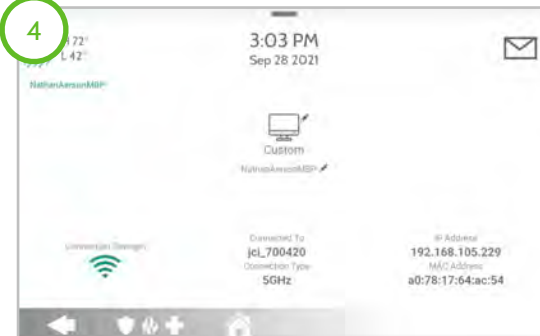 4
72°
L 42°
3:03 PM
Sep 28 2021
NathanAersonMBP
Custom
NathanAersonMBP
Connection Strength
Connected To
jci_700420
Connection Type
5GHz
IP Address
192.168.105.229
MAC Address
a0:78:17:64:ac:54